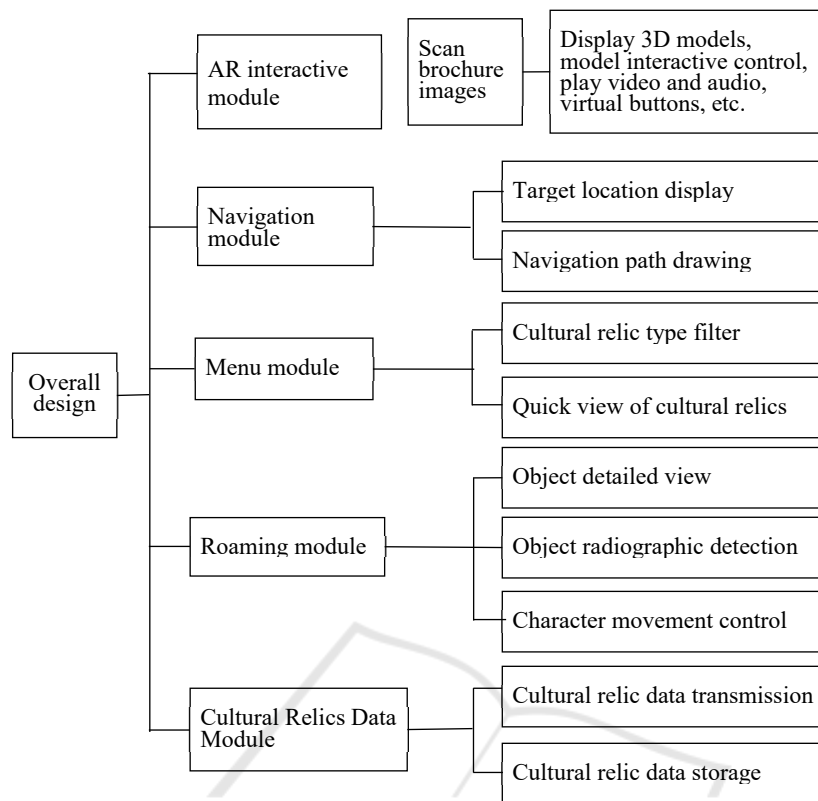 AR interactive
module
Scan
brochure
images
Display 3D models,
model interactive control,
play video and audio,
virtual buttons, etc.
Navigation
module
Target location display
Navigation path drawing
Overall
design
Menu module
Cultural relic type filter
Quick view of cultural relics
Roaming module
Object detailed view
Object radiographic detection
Character movement control
Cultural Relics Data
Module
Cultural relic data transmission
Cultural relic data storage